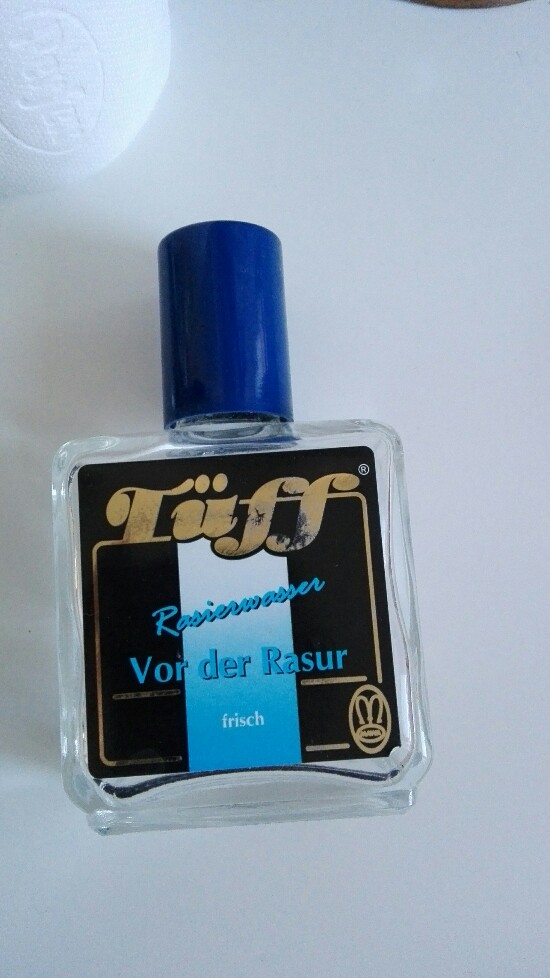 Tüff®
Rasierwasser
Vor der Rasur
frisch